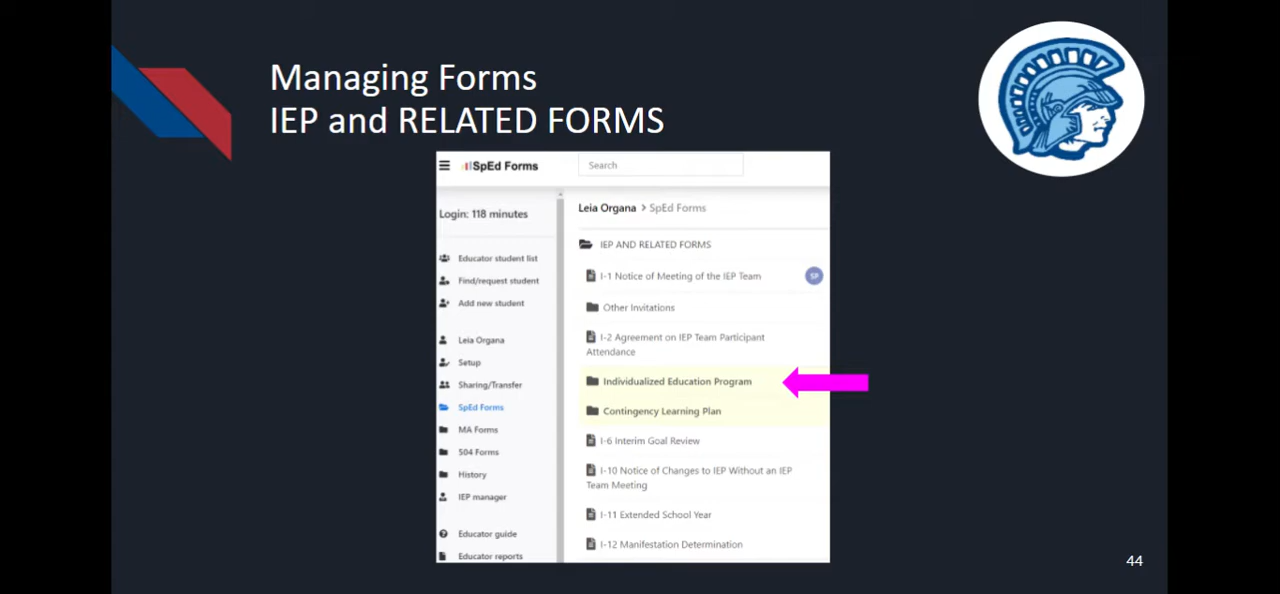 Managing Forms
IEP and RELATED FORMS
SpEd Forms
Search
Login: 118 minutes
Educator student list
Find/request student
Add new student
Leia Organa
Setup
Sharing/Transfer
SpEd Forms
MA Forms
504 Forms
History
IEP manager
Educator guide
Educator reports
Leia Organa > SpEd Forms
IEP AND RELATED FORMS
I-1 Notice of Meeting of the IEP Team
SP
Other Invitations
I-2 Agreement on IEP Team Participant
Attendance
Individualized Education Program
Contingency Learning Plan
I-6 Interim Goal Review
I-10 Notice of Changes to IEP Without an IEP
Team Meeting
I-11 Extended School Year
I-12 Manifestation Determination
44